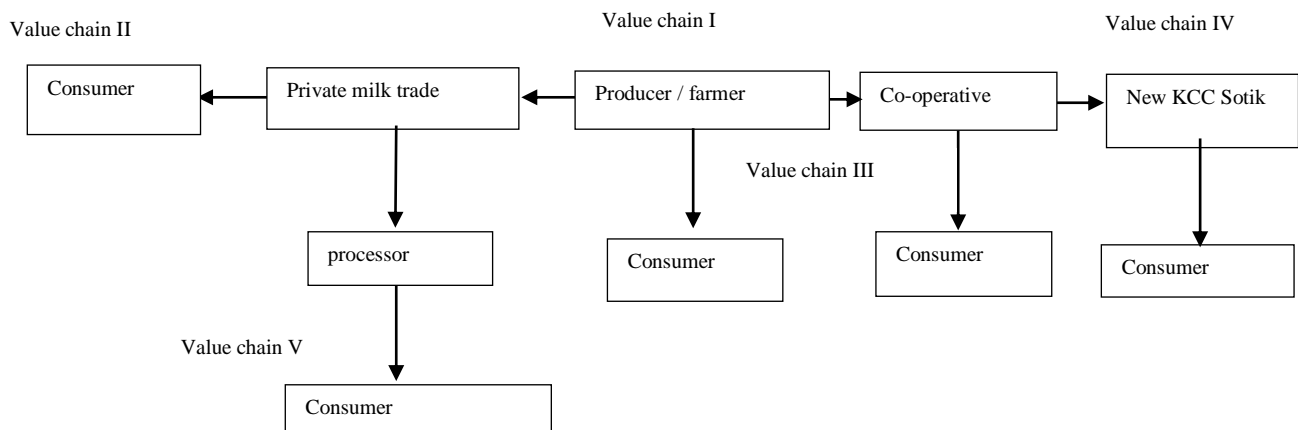 Value chain I
Value chain IV
Value chain II
Consumer
Private milk trade
Producer / farmer
Co-operative
New KCC Sotik
Value chain III
processor
Consumer
Consumer
Consumer
Value chain V
Consumer